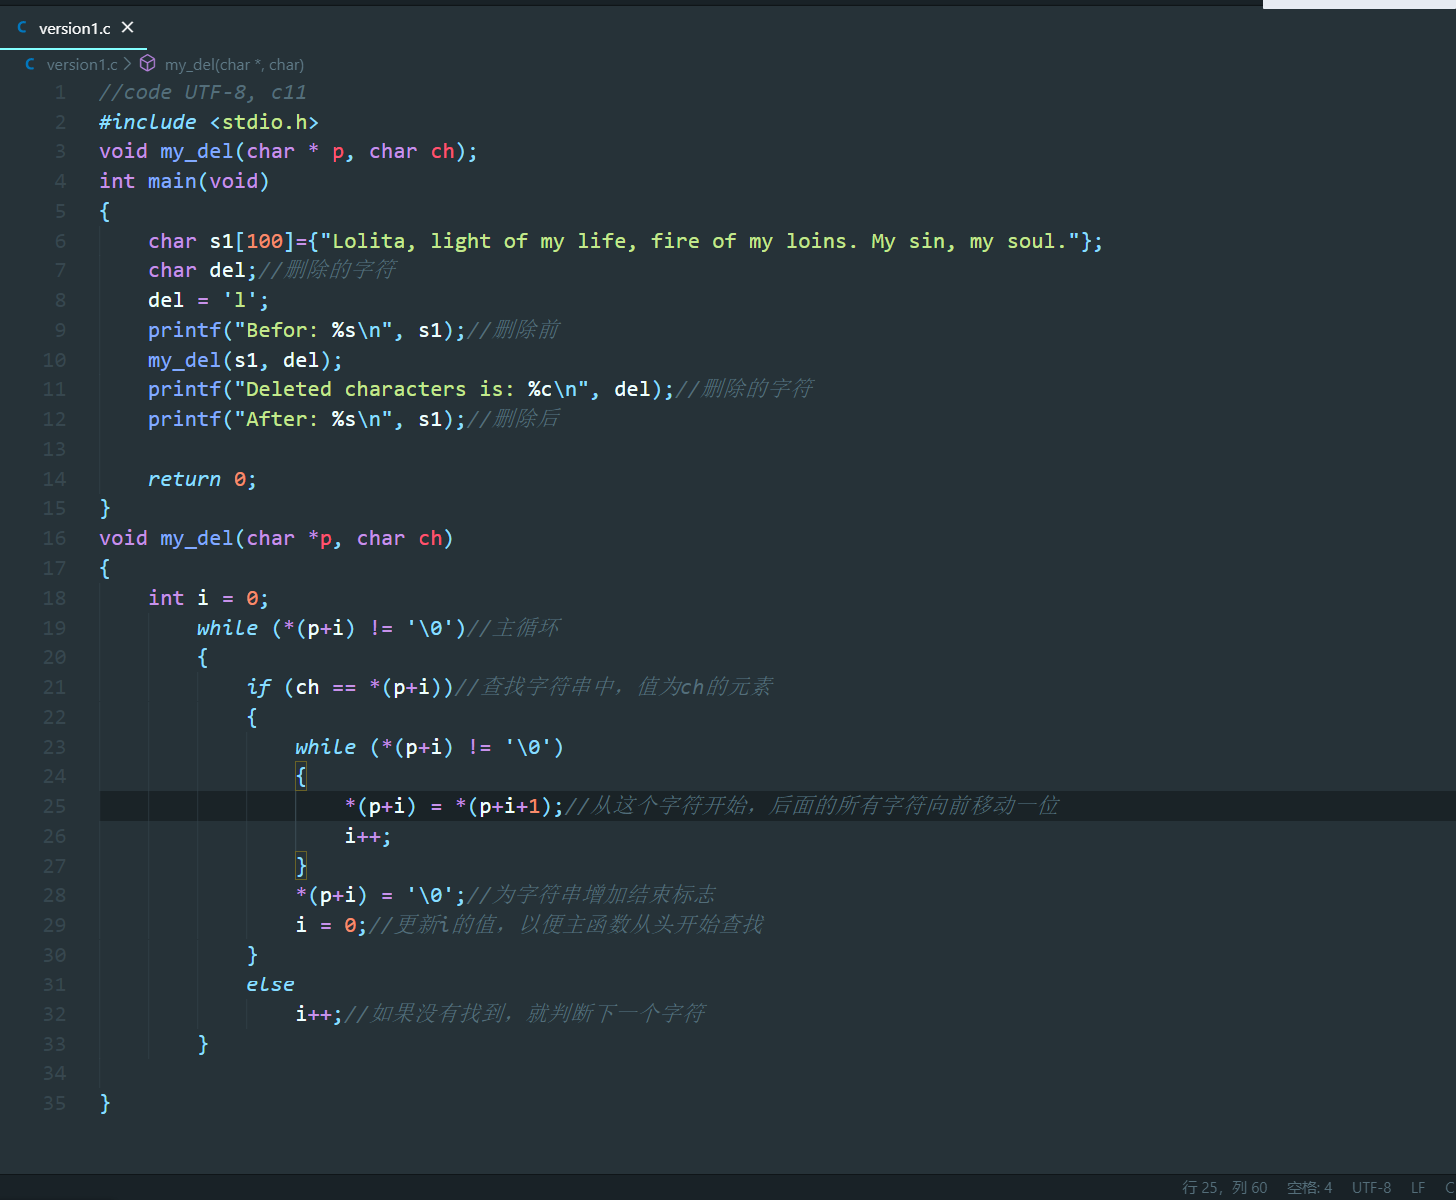 C version1.c ×
C version1.c > my_del(char *, char)
1 //code UTF-8, c11
2 #include <stdio.h>
3 void my_del(char * p, char ch);
4 int main(void)
5 {
6     char s1[100]={"Lolita, light of my life, fire of my loins. My sin, my soul."};
7     char del;//删除的字符
8     del = 'l';
9     printf("Befor: %s\n", s1);//删除前
10     my_del(s1, del);
11     printf("Deleted characters is: %c\n", del);//删除的字符
12     printf("After: %s\n", s1);//删除后
13
14     return 0;
15 }
16 void my_del(char *p, char ch)
17 {
18     int i = 0;
19         while (*(p+i) != '\0')//主循环
20         {
21             if (ch == *(p+i))//查找字符串中，值为ch的元素
22             {
23                 while (*(p+i) != '\0')
24                 {
25                     *(p+i) = *(p+i+1);//从这个字符开始，后面的所有字符向前移动一位
26                     i++;
27                 }
28                 *(p+i) = '\0';//为字符串增加结束标志
29                 i = 0;//更新i的值，以便主函数从头开始查找
30             }
31             else
32                 i++;//如果没有找到，就判断下一个字符
33         }
34
35 }
行 25，列 60 空格: 4 UTF-8 LF C